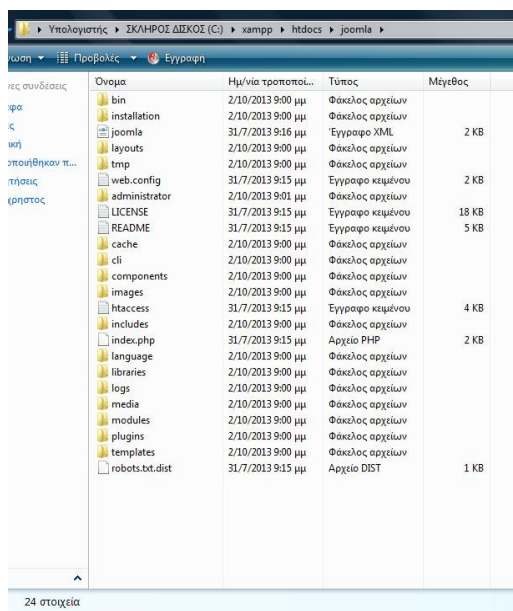 Υπολογιστής ▸ ΣΚΛΗΡΟΣ ΔΙΣΚΟΣ (C:) ▸ xampp ▸ htdocs ▸ joomla ▸
νωση Προβολές Εγγραφή
νες συνδέσεις
φα
ς
ική
οποιήθηκαν π...
τήσεις
χρηστος
Όνομα Ημ/νία τροποποί... Τύπος Μέγεθος
bin 2/10/2013 9:00 μμ Φάκελος αρχείων
installation 2/10/2013 9:00 μμ Φάκελος αρχείων
joomla 31/7/2013 9:16 μμ Έγγραφο XML 2 KB
layouts 2/10/2013 9:00 μμ Φάκελος αρχείων
tmp 2/10/2013 9:00 μμ Φάκελος αρχείων
web.config 31/7/2013 9:15 μμ Έγγραφο κειμένου 2 KB
administrator 2/10/2013 9:01 μμ Φάκελος αρχείων
LICENSE 31/7/2013 9:15 μμ Έγγραφο κειμένου 18 KB
README 31/7/2013 9:15 μμ Έγγραφο κειμένου 5 KB
cache 2/10/2013 9:00 μμ Φάκελος αρχείων
cli 2/10/2013 9:00 μμ Φάκελος αρχείων
components 2/10/2013 9:00 μμ Φάκελος αρχείων
images 2/10/2013 9:00 μμ Φάκελος αρχείων
htaccess 31/7/2013 9:15 μμ Έγγραφο κειμένου 4 KB
includes 2/10/2013 9:00 μμ Φάκελος αρχείων
index.php 31/7/2013 9:15 μμ Αρχείο PHP 2 KB
language 2/10/2013 9:00 μμ Φάκελος αρχείων
libraries 2/10/2013 9:00 μμ Φάκελος αρχείων
logs 2/10/2013 9:00 μμ Φάκελος αρχείων
media 2/10/2013 9:00 μμ Φάκελος αρχείων
modules 2/10/2013 9:00 μμ Φάκελος αρχείων
plugins 2/10/2013 9:00 μμ Φάκελος αρχείων
templates 2/10/2013 9:00 μμ Φάκελος αρχείων
robots.txt.dist 31/7/2013 9:15 μμ Αρχείο DIST 1 KB
24 στοιχεία